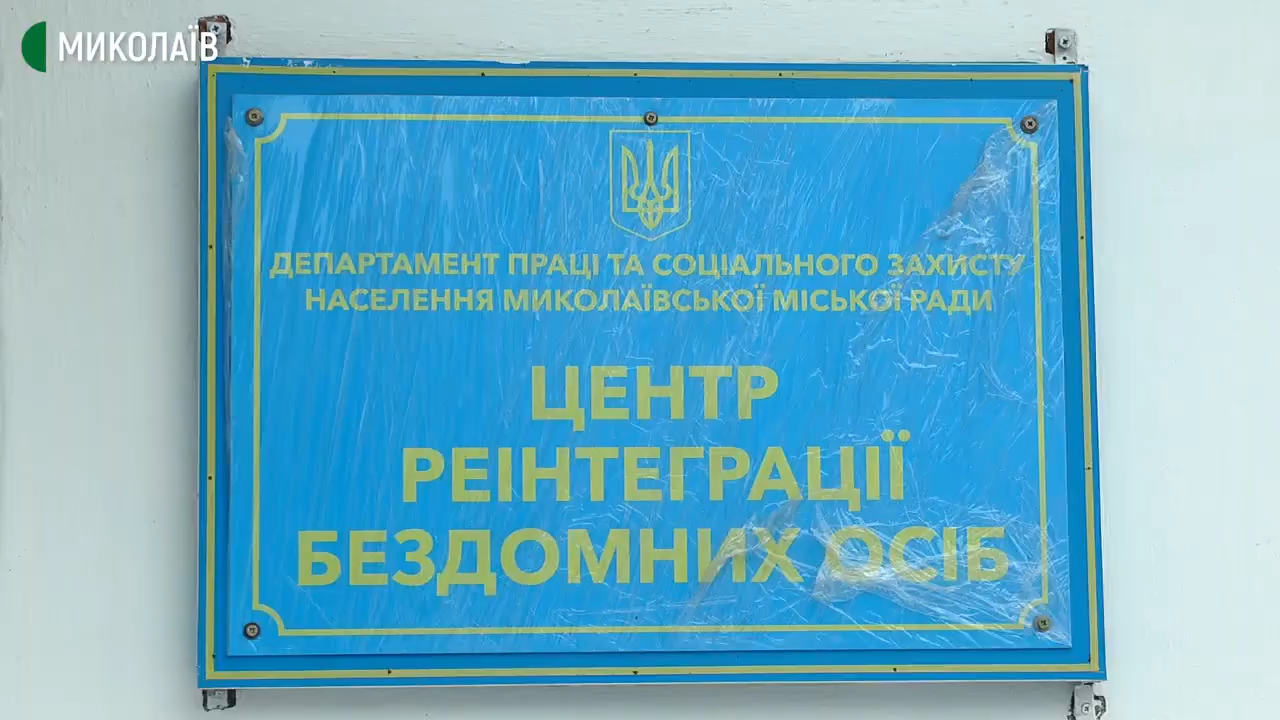 МИКОЛАЇВ
ДЕПАРТАМЕНТ ПРАЦІ ТА СОЦІАЛЬНОГО ЗАХИСТУ
НАСЕЛЕННЯ МИКОЛАЇВСЬКОЇ МІСЬКОЇ РАДИ
ЦЕНТР
РЕІНТЕГРАЦІЇ
БЕЗДОМНИХ ОСІБ